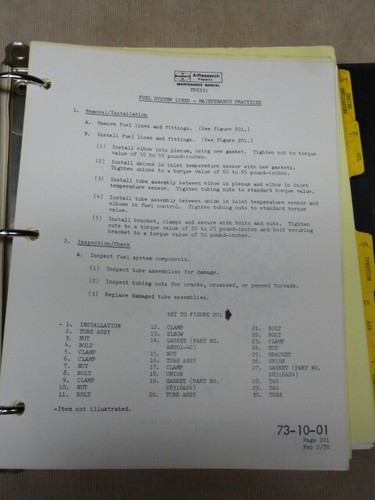 AiResearch
Phoenix
MAINTENANCE MANUAL
TPE331
FUEL SYSTEM LINES - MAINTENANCE PRACTICES
1. Removal/Installation
A. Remove fuel lines and fittings. (See figure 201.)
B. Install fuel lines and fittings. (See figure 201.)
(1) Install elbow into plenum, using new gasket. Tighten nut to torque
value of 50 to 55 pound-inches.
(2) Install unions in inlet temperature sensor with new gaskets.
Tighten unions to a torque value of 60 to 65 pound-inches.
(3) Install tube assembly between elbow in plenum and elbow in inlet
temperature sensor. Tighten tubing nuts to standard torque value.
(4) Install tube assembly between union in inlet temperature sensor and
elbows in fuel control. Tighten tubing nuts to standard torque
value.
(5) Install bracket, clamps and secure with bolts and nuts. Tighten
nuts to a torque value of 20 to 25 pound-inches and bolt securing
bracket to a torque value of 50 pound-inches.
2. Inspection/Check
A. Inspect fuel system components.
(1) Inspect tube assemblies for damage.
(2) Inspect tubing nuts for cracks, crossed, or peened threads.
(3) Replace damaged tube assemblies.
KEY TO FIGURE 201
- 1. INSTALLATION
2. TUBE ASSY
3. NUT
4. BOLT
5. CLAMP
6. CLAMP
7. NUT
8. BOLT
9. CLAMP
10. NUT
11. BOLT
12. CLAMP
13. ELBOW
14. GASKET (PART NO.
AN901-4C)
15. NUT
16. TUBE ASSY
17. CLAMP
18. UNION
19. GASKET (PART NO.
S8316A24)
20. TUBE ASSY
21. BOLT
22. BOLT
23. CLAMP
24. NUT
25. BRACKET
26. UNION
27. GASKET (PART NO.
S8316A24)
28. TAG
29. TAG
30. TUBE
-Item not illustrated.
73-10-01
Page 201
Feb 2/70
IGNITION
AIR